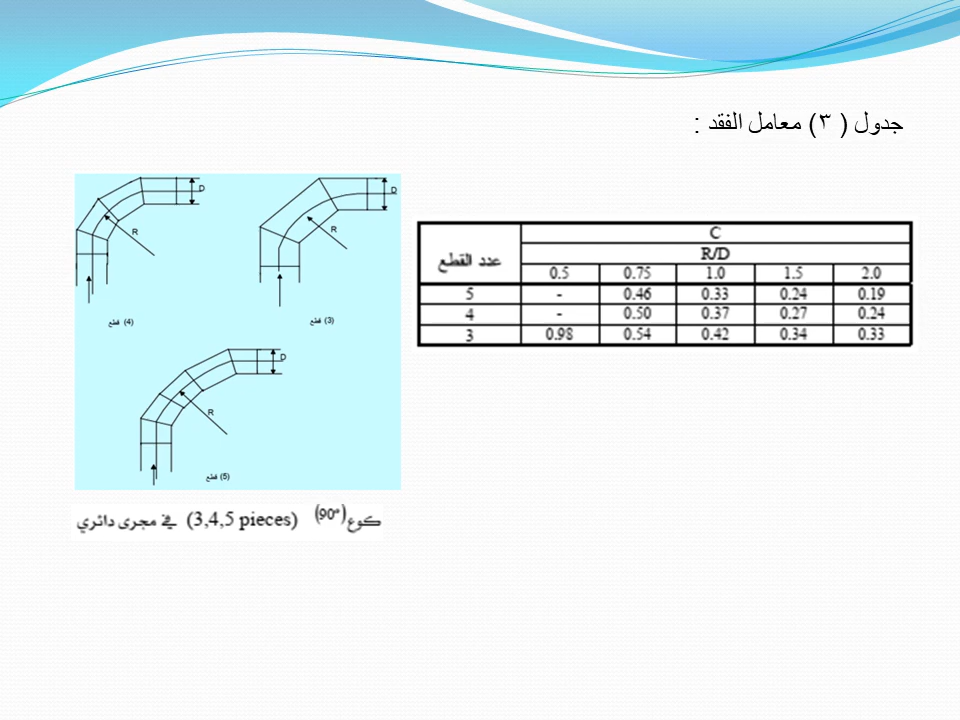 جدول ( ٣) معامل الفقد :
D
R
(4) قطع
D
R
(3) قطع
D
R
(5) قطع
كوع (90º) (3,4,5 pieces) في مجرى دائري
عدد القطع C
R/D
0.5 0.75 1.0 1.5 2.0
5 - 0.46 0.33 0.24 0.19
4 - 0.50 0.37 0.27 0.24
3 0.98 0.54 0.42 0.34 0.33